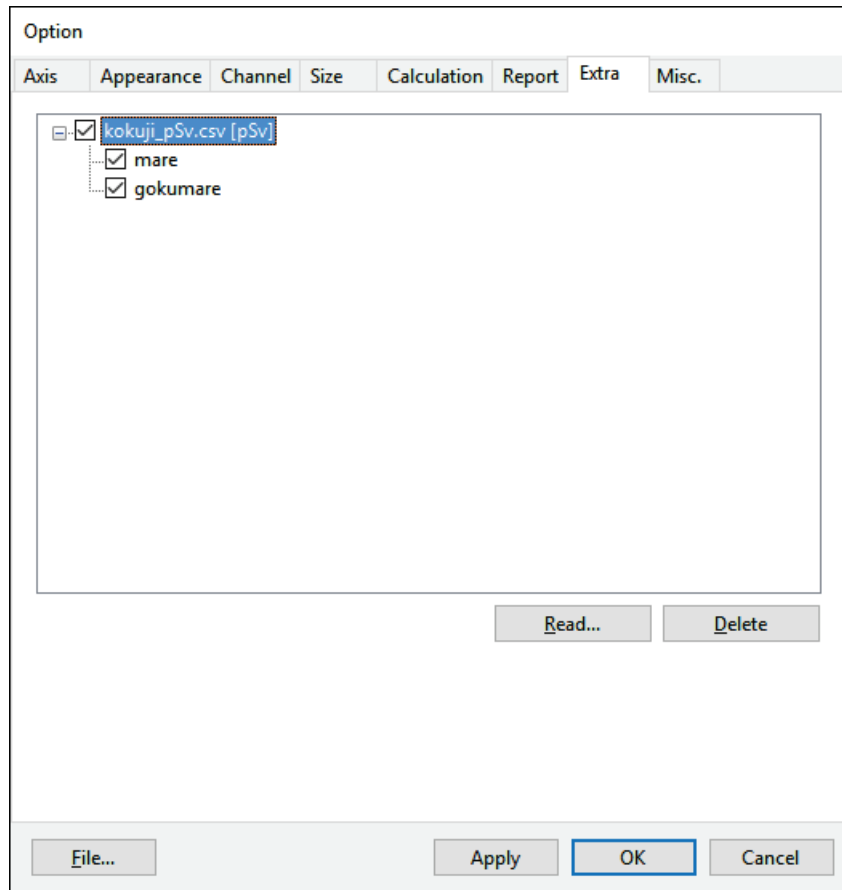 Option
Axis Appearance Channel Size Calculation Report Extra Misc.
kokuji_pSv.csv [pSv]
mare
gokumare
Read... Delete
File... Apply OK Cancel